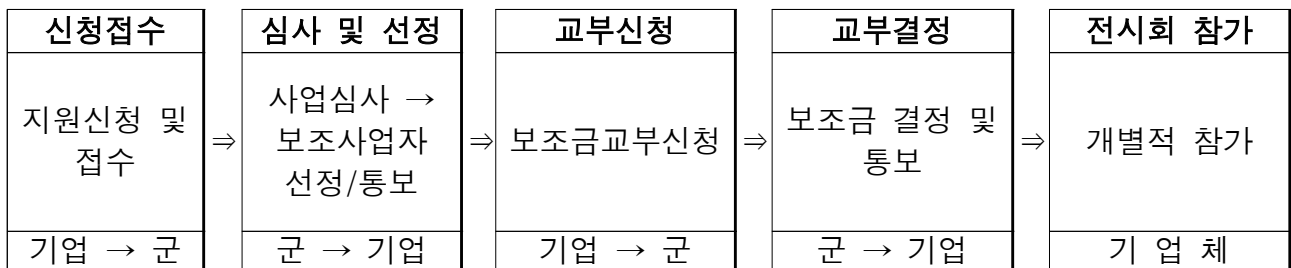 신청접수
지원신청 및
접수
기업 → 군
⇒
심사 및 선정
사업심사 →
보조사업자
선정/통보
군 → 기업
⇒
교부신청
보조금교부신청
기업 → 군
⇒
교부결정
보조금 결정 및
통보
군 → 기업
⇒
전시회 참가
개별적 참가
기 업 체